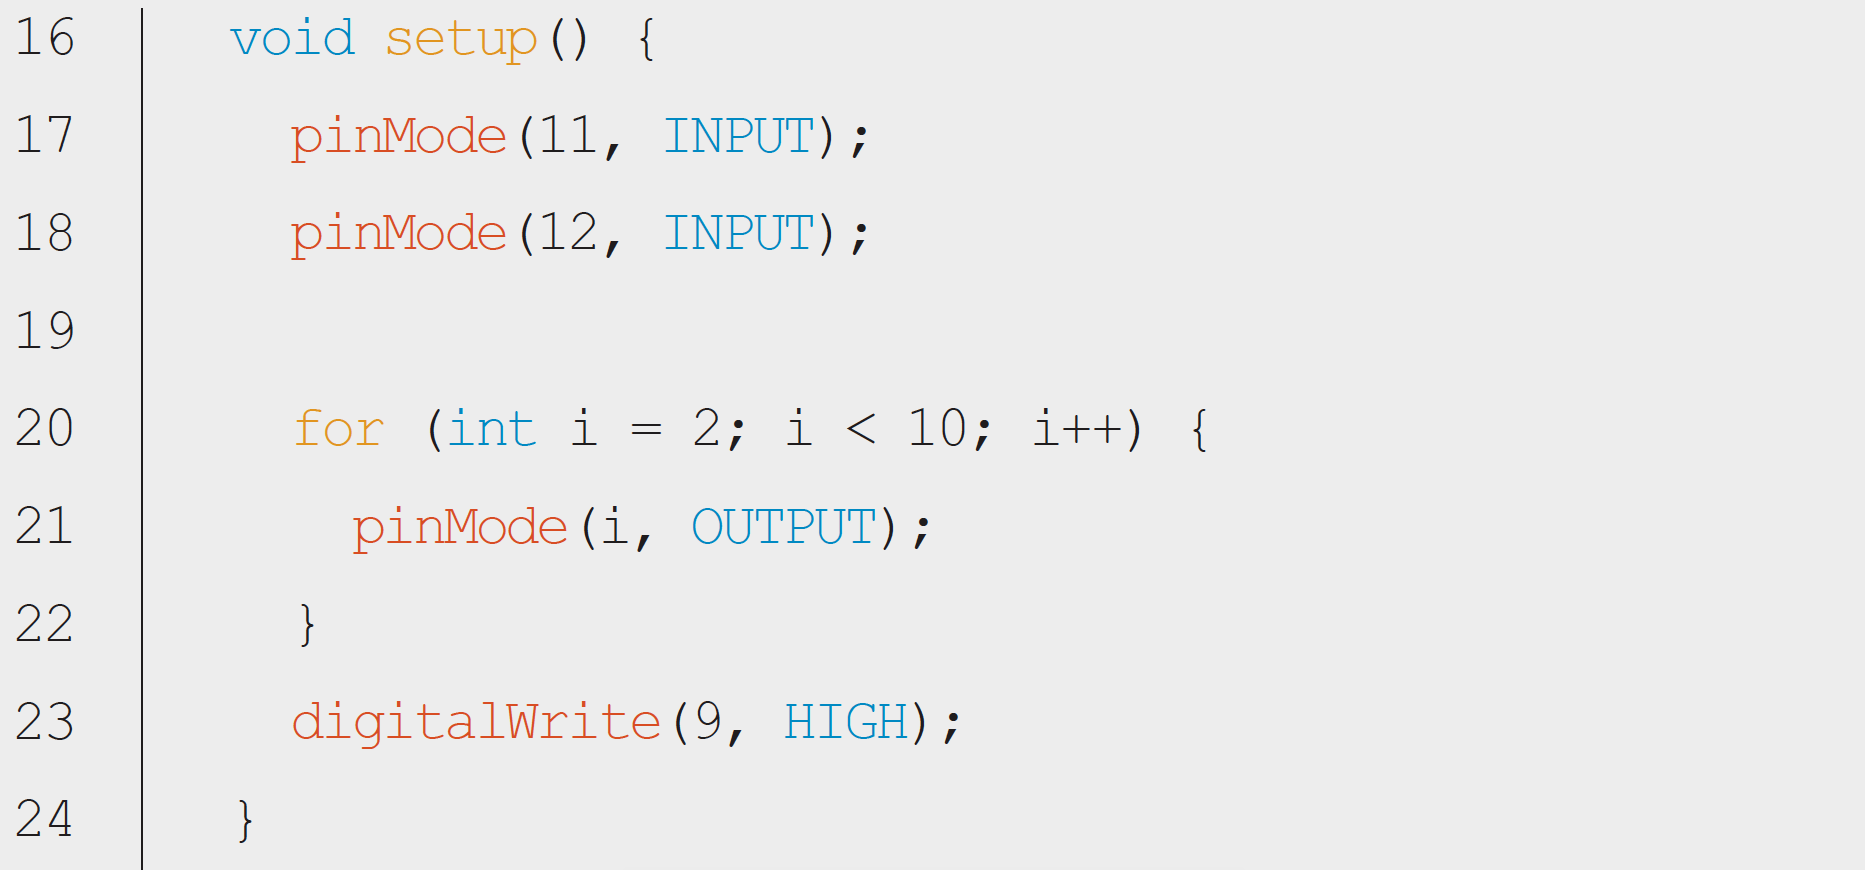 16 void setup() {
17 pinMode(11, INPUT);
18 pinMode(12, INPUT);
19
20 for (int i = 2; i < 10; i++) {
21 pinMode(i, OUTPUT);
22 }
23 digitalWrite(9, HIGH);
24 }